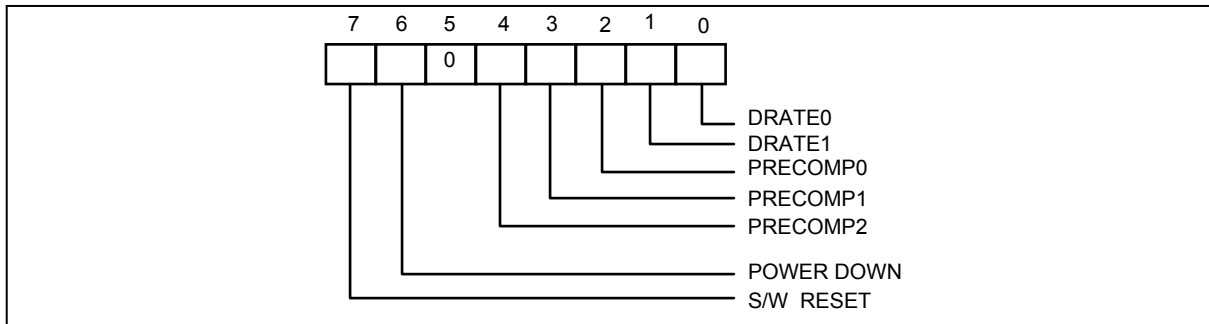 7 6 5 4 3 2 1 0
0
DRATE0
DRATE1
PRECOMP0
PRECOMP1
PRECOMP2
POWER DOWN
S/W RESET